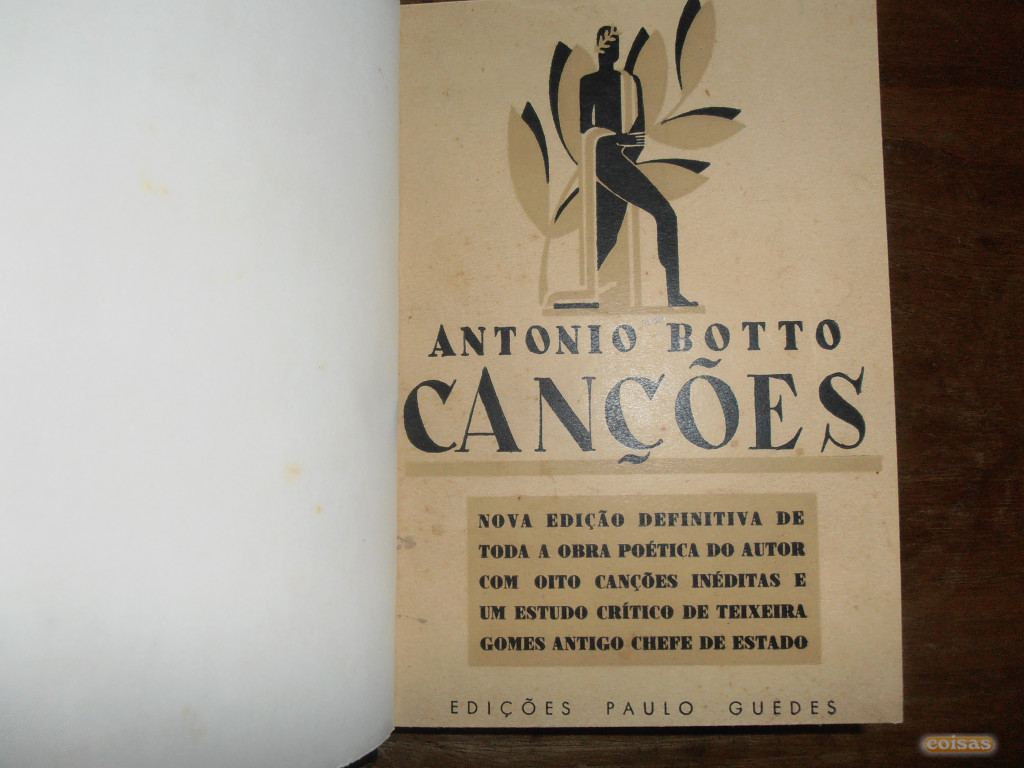 ANTONIO BOTTO
CANÇÕES
NOVA EDIÇÃO DEFINITIVA DE
TODA A OBRA POÉTICA DO AUTOR
COM OITO CANÇÕES INÉDITAS E
UM ESTUDO CRÍTICO DE TEIXEIRA
GOMES ANTIGO CHEFE DE ESTADO
EDIÇÕES PAULO GUEDES
coisas